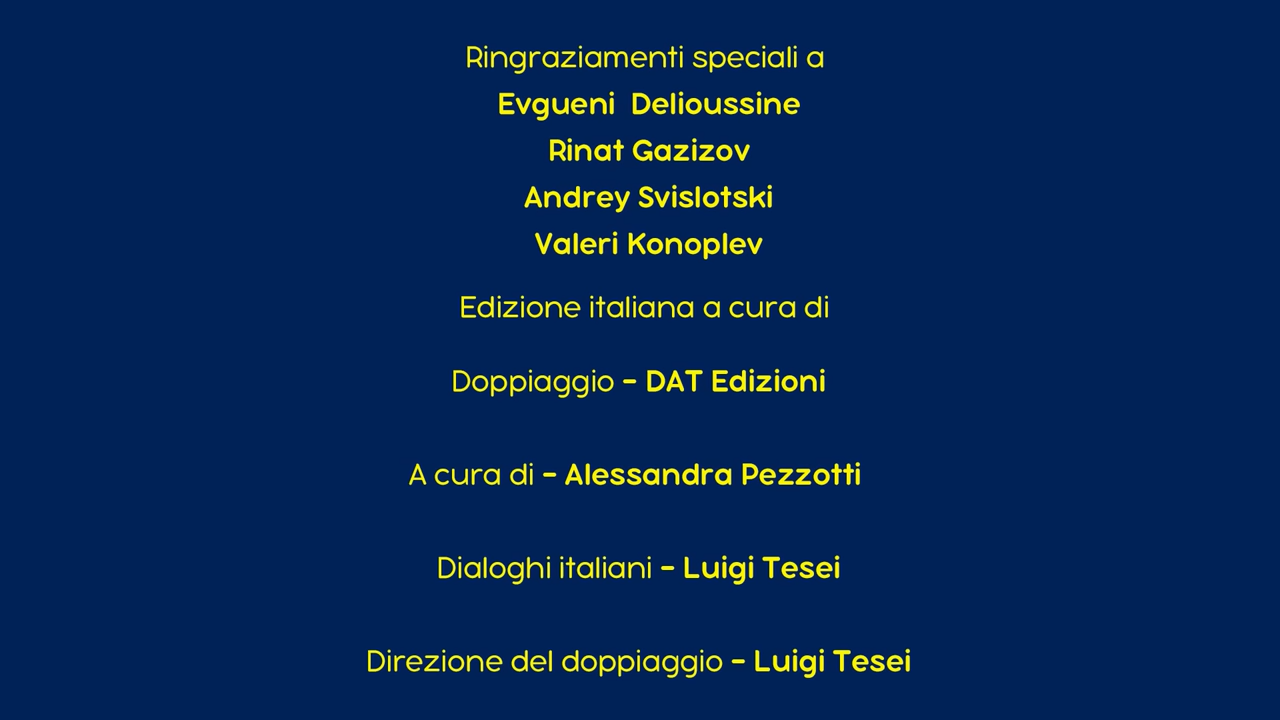 Ringraziamenti speciali a
Evgueni  Delioussine
Rinat Gazizov
Andrey Svislotski
Valeri Konoplev
Edizione italiana a cura di
Doppiaggio - DAT Edizioni
A cura di - Alessandra Pezzotti
Dialoghi italiani - Luigi Tesei
Direzione del doppiaggio - Luigi Tesei